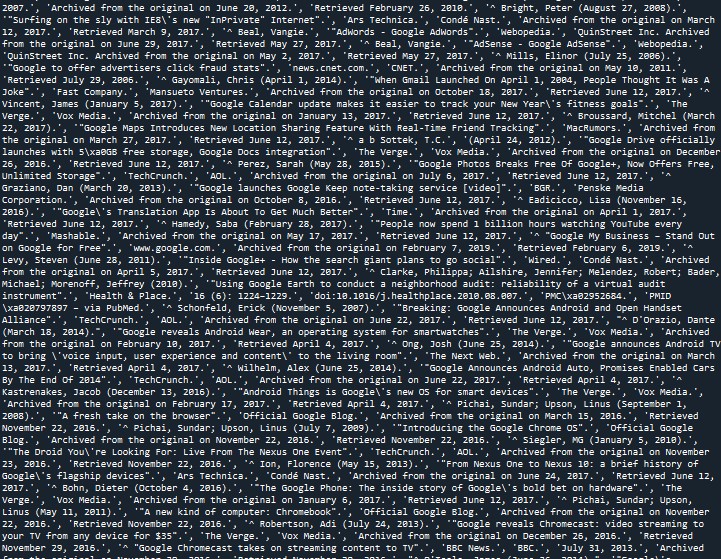 2007.', 'Archived from the original on June 20, 2012.', 'Retrieved February 26, 2010.', '^ Bright, Peter (August 27, 2008).',
'"Surfing on the sly with IE8\'s new "InPrivate" Internet".', 'Ars Technica.', 'Condé Nast.', 'Archived from the original on March
12, 2017.', 'Retrieved March 9, 2017.', '^ Beal, Vangie.', '"AdWords - Google AdWords".', 'Webopedia.', 'QuinStreet Inc. Archived
from the original on June 29, 2017.', 'Retrieved May 27, 2017.', '^ Beal, Vangie.', '"AdSense - Google AdSense".', 'Webopedia.',
'QuinStreet Inc. Archived from the original on May 2, 2017.', 'Retrieved May 27, 2017.', '^ Mills, Elinor (July 25, 2006).',
'"Google to offer advertisers click fraud stats".', 'news.cnet.com.', 'CNET.', 'Archived from the original on May 10, 2011.',
'Retrieved July 29, 2006.', '^ Gayomali, Chris (April 1, 2014).', '"When Gmail Launched On April 1, 2004, People Thought It Was A
Joke".', 'Fast Company.', 'Mansueto Ventures.', 'Archived from the original on October 18, 2017.', 'Retrieved June 12, 2017.', '^
Vincent, James (January 5, 2017).', '"Google Calendar update makes it easier to track your New Year\'s fitness goals".', 'The
Verge.', 'Vox Media.', 'Archived from the original on January 13, 2017.', 'Retrieved June 12, 2017.', '^ Broussard, Mitchel (March
22, 2017).', '"Google Maps Introduces New Location Sharing Feature With Real-Time Friend Tracking".', 'MacRumors.', 'Archived from
the original on March 27, 2017.', 'Retrieved June 12, 2017.', '^ a b Sottek, T.C.', '(April 24, 2012).', '"Google Drive officially
launches with 5\xa0GB free storage, Google Docs integration".', 'The Verge.', 'Vox Media.', 'Archived from the original on December
26, 2016.', 'Retrieved June 12, 2017.', '^ Perez, Sarah (May 28, 2015).', '"Google Photos Breaks Free Of Google+, Now Offers Free,
Unlimited Storage".', 'TechCrunch.', 'AOL.', 'Archived from the original on July 6, 2017.', 'Retrieved June 12, 2017.', '^
Graziano, Dan (March 20, 2013).', '"Google launches Google Keep note-taking service [video]".', 'BGR.', 'Penske Media
Corporation.', 'Archived from the original on October 8, 2016.', 'Retrieved June 12, 2017.', '^ Eadicicco, Lisa (November 16,
2016).', '"Google\'s Translation App Is About To Get Much Better".', 'Time.', 'Archived from the original on April 1, 2017.',
'Retrieved June 12, 2017.', '^ Hamedy, Saba (February 28, 2017).', '"People now spend 1 billion hours watching YouTube every
day".', 'Mashable.', 'Archived from the original on May 17, 2017.', 'Retrieved June 12, 2017.', '^ "Google My Business – Stand Out
on Google for Free".', 'www.google.com.', 'Archived from the original on February 7, 2019.', 'Retrieved February 6, 2019.', '^
Levy, Steven (June 28, 2011).', '"Inside Google+ - How the search giant plans to go social".', 'Wired.', 'Condé Nast.', 'Archived
from the original on April 5, 2017.', 'Retrieved June 12, 2017.', '^ Clarke, Philippa; Ailshire, Jennifer; Melendez, Robert; Bader,
Michael; Morenoff, Jeffrey (2010).', '"Using Google Earth to conduct a neighborhood audit: reliability of a virtual audit
instrument".', 'Health & Place.', '16 (6): 1224–1229.', 'doi:10.1016/j.healthplace.2010.08.007.', 'PMC\xa02952684.', 'PMID
\xa020797897 – via PubMed.', '^ Schonfeld, Erick (November 5, 2007).', '"Breaking: Google Announces Android and Open Handset
Alliance".', 'TechCrunch.', 'AOL.', 'Archived from the original on June 22, 2017.', 'Retrieved June 12, 2017.', "^ D'Orazio, Dante
(March 18, 2014).", '"Google reveals Android Wear, an operating system for smartwatches".', 'The Verge.', 'Vox Media.', 'Archived
from the original on February 10, 2017.', 'Retrieved April 4, 2017.', '^ Ong, Josh (June 25, 2014).', '"Google announces Android TV
to bring \'voice input, user experience and content\' to the living room".', 'The Next Web.', 'Archived from the original on March
13, 2017.', 'Retrieved April 4, 2017.', '^ Wilhelm, Alex (June 25, 2014).', '"Google Announces Android Auto, Promises Enabled Cars
By The End Of 2014".', 'TechCrunch.', 'AOL.', 'Archived from the original on June 22, 2017.', 'Retrieved April 4, 2017.', '^
Kastrenakes, Jacob (December 13, 2016).', '"Android Things is Google\'s new OS for smart devices".', 'The Verge.', 'Vox Media.',
'Archived from the original on February 17, 2017.', 'Retrieved April 4, 2017.', '^ Pichai, Sundar; Upson, Linus (September 1,
2008).', '"A fresh take on the browser".', 'Official Google Blog.', 'Archived from the original on March 15, 2016.', 'Retrieved
November 22, 2016.', '^ Pichai, Sundar; Upson, Linus (July 7, 2009).', '"Introducing the Google Chrome OS".', 'Official Google
Blog.', 'Archived from the original on November 22, 2016.', 'Retrieved November 22, 2016.', '^ Siegler, MG (January 5, 2010).',
'"The Droid You\'re Looking For: Live From The Nexus One Event".', 'TechCrunch.', 'AOL.', 'Archived from the original on November
23, 2016.', 'Retrieved November 22, 2016.', '^ Ion, Florence (May 15, 2013).', '"From Nexus One to Nexus 10: a brief history of
Google\'s flagship devices".', 'Ars Technica.', 'Condé Nast.', 'Archived from the original on June 24, 2017.', 'Retrieved June 12,
2017.', '^ Bohn, Dieter (October 4, 2016).', '"The Google Phone: The inside story of Google\'s bold bet on hardware".', 'The
Verge.', 'Vox Media.', 'Archived from the original on January 6, 2017.', 'Retrieved June 12, 2017.', '^ Pichai, Sundar; Upson,
Linus (May 11, 2011).', '"A new kind of computer: Chromebook".', 'Official Google Blog.', 'Archived from the original on November
22, 2016.', 'Retrieved November 22, 2016.', '^ Robertson, Adi (July 24, 2013).', '"Google reveals Chromecast: video streaming to
your TV from any device for $35".', 'The Verge.', 'Vox Media.', 'Archived from the original on December 26, 2016.', 'Retrieved
November 29, 2016.', '^ "Google Chromecast takes on streaming content to TV".', 'BBC News.', 'BBC.', 'July 31, 2013.', 'Archived